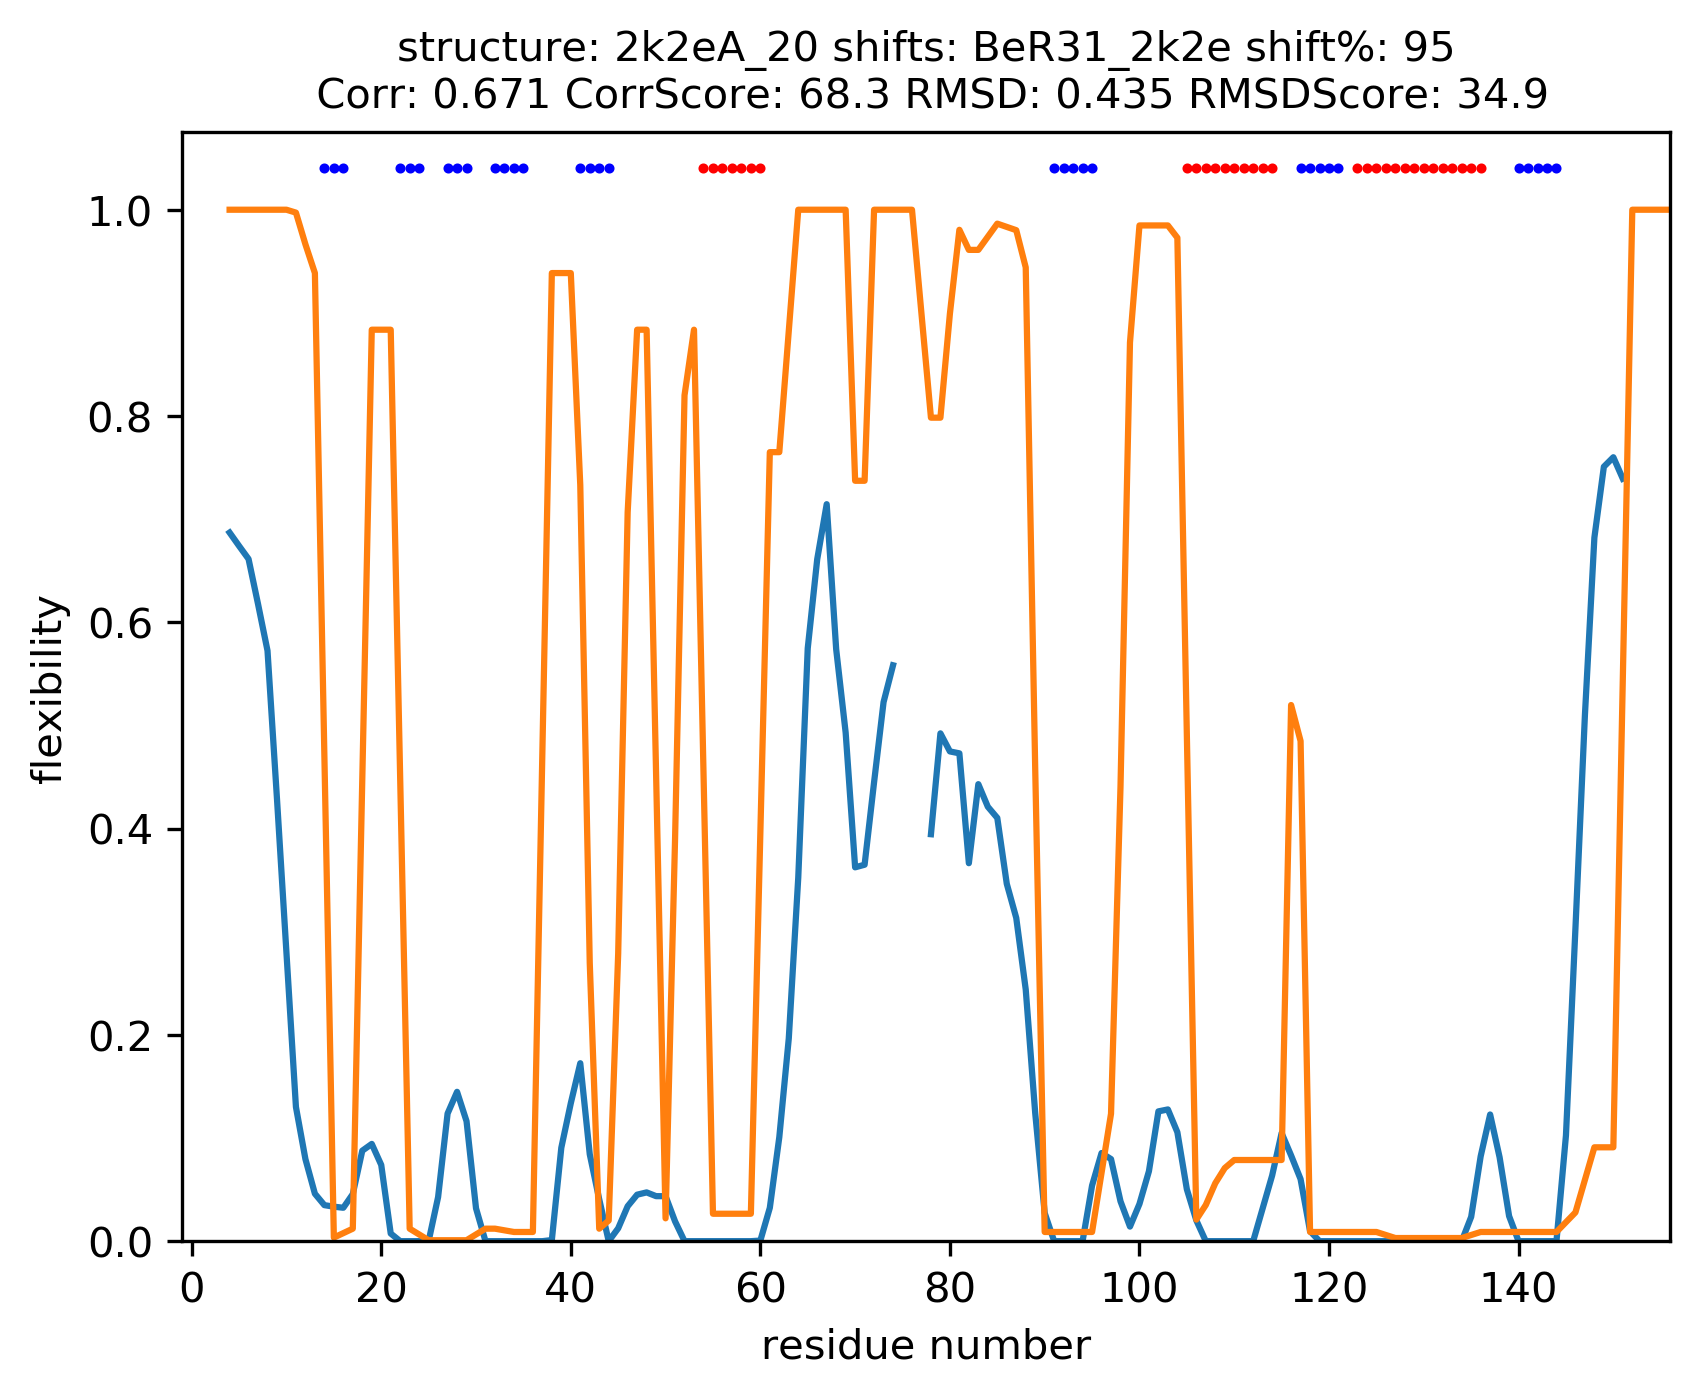 structure: 2k2eA_20 shifts: BeR31_2k2e shift%: 95
Corr: 0.671 CorrScore: 68.3 RMSD: 0.435 RMSDScore: 34.9
1.0
0.8
0.6
0.4
0.2
0.0
flexibility
0 20 40 60 80 100 120 140
residue number